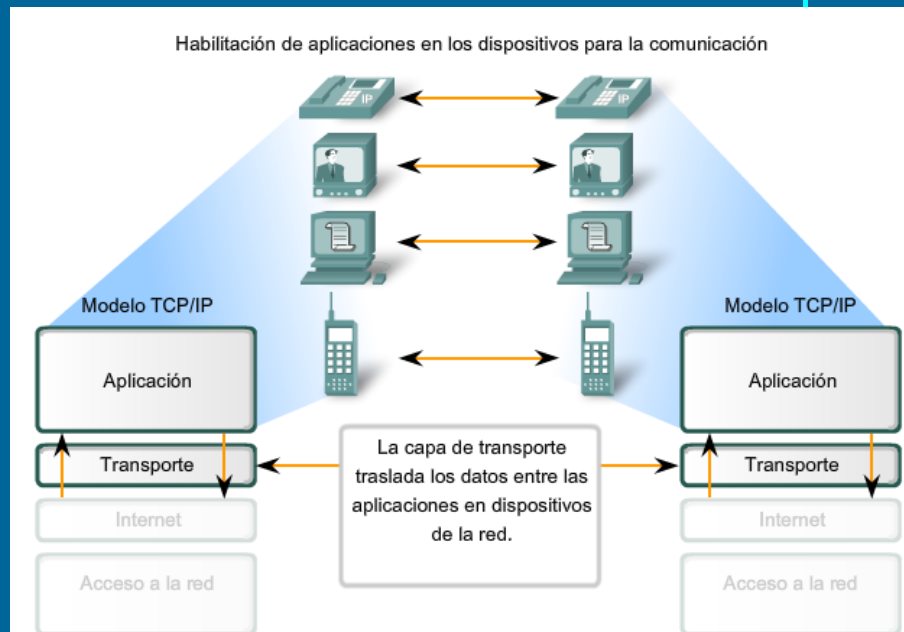 Habilitación de aplicaciones en los dispositivos para la comunicación
IP
IP
Modelo TCP/IP
Modelo TCP/IP
Aplicación
Aplicación
La capa de transporte
traslada los datos entre las
aplicaciones en dispositivos
de la red.
Transporte
Transporte
Internet
Internet
Acceso a la red
Acceso a la red